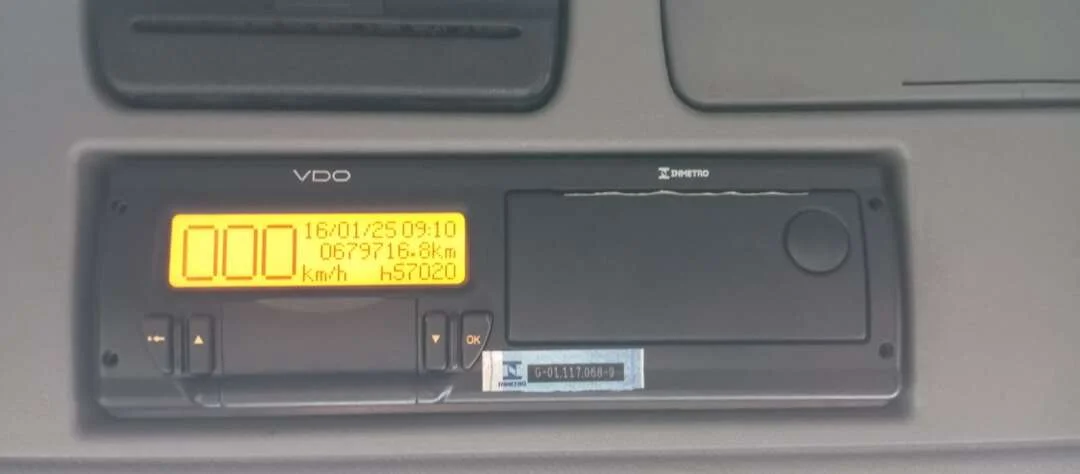 VDO
INMETRO
000
16/01/25 09:10
0679716.8km
km/h h57020
OK
INMETRO
G-01.117.068-9